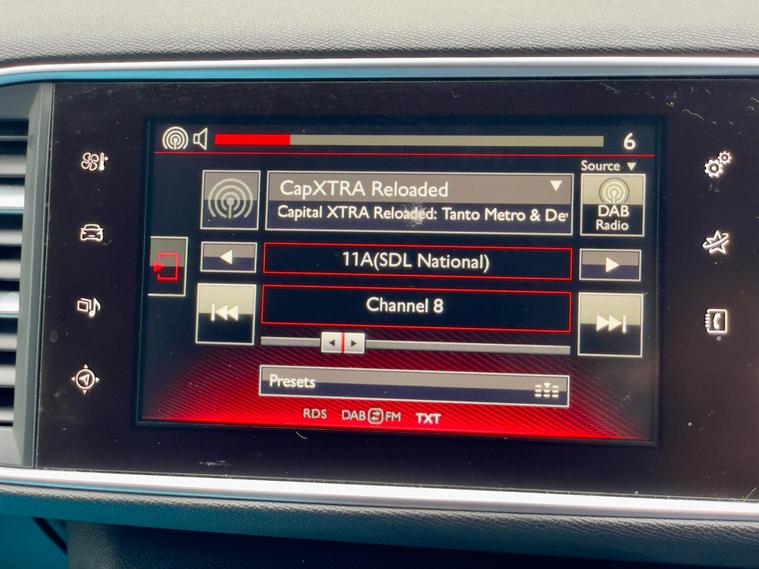 6
Source
CapXTRA Reloaded
Capital XTRA Reloaded: Tanto Metro & De
DAB
Radio
11A(SDL National)
Channel 8
Presets
RDS DAB FM TXT